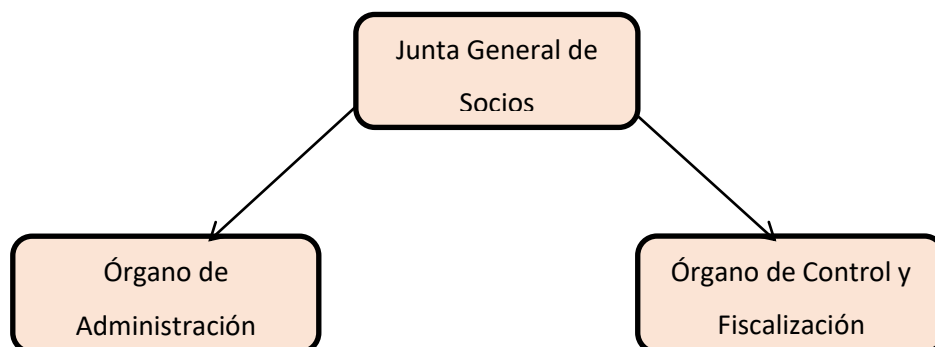 Junta General de
Socios
Órgano de
Administración
Órgano de Control y
Fiscalización